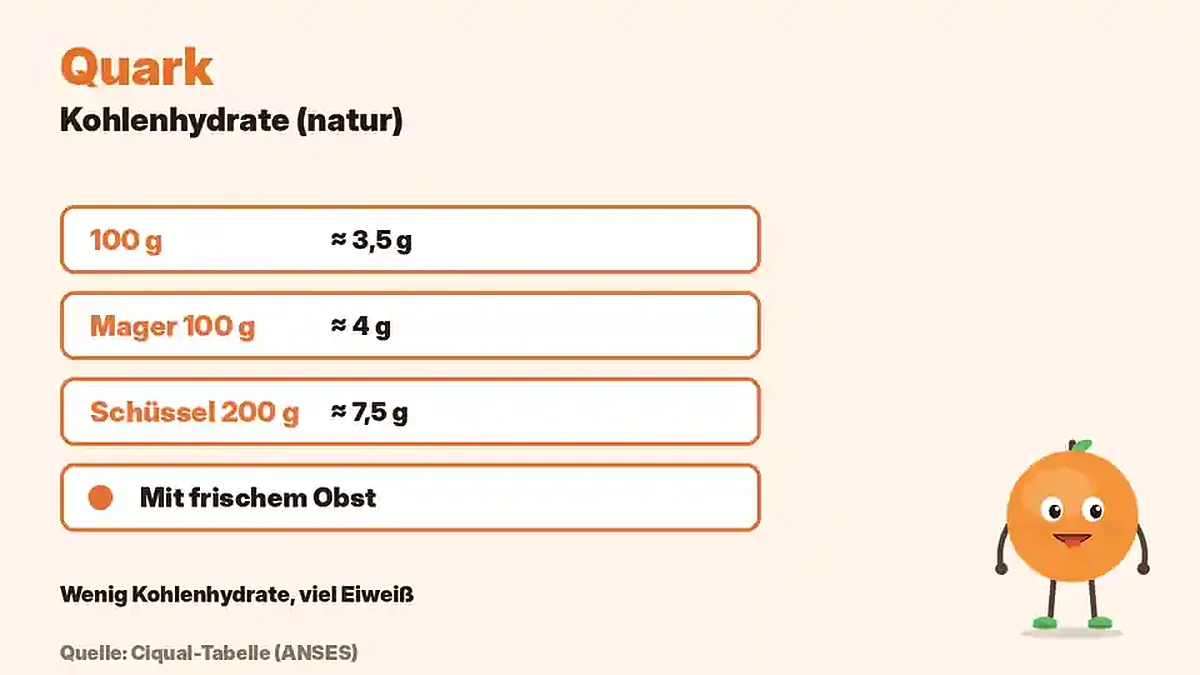 Quark
Kohlenhydrate (natur)
100 g ≈ 3,5 g
Mager 100 g ≈ 4 g
Schüssel 200 g ≈ 7,5 g
Mit frischem Obst
Wenig Kohlenhydrate, viel Eiweiß
Quelle: Ciqual-Tabelle (ANSES)